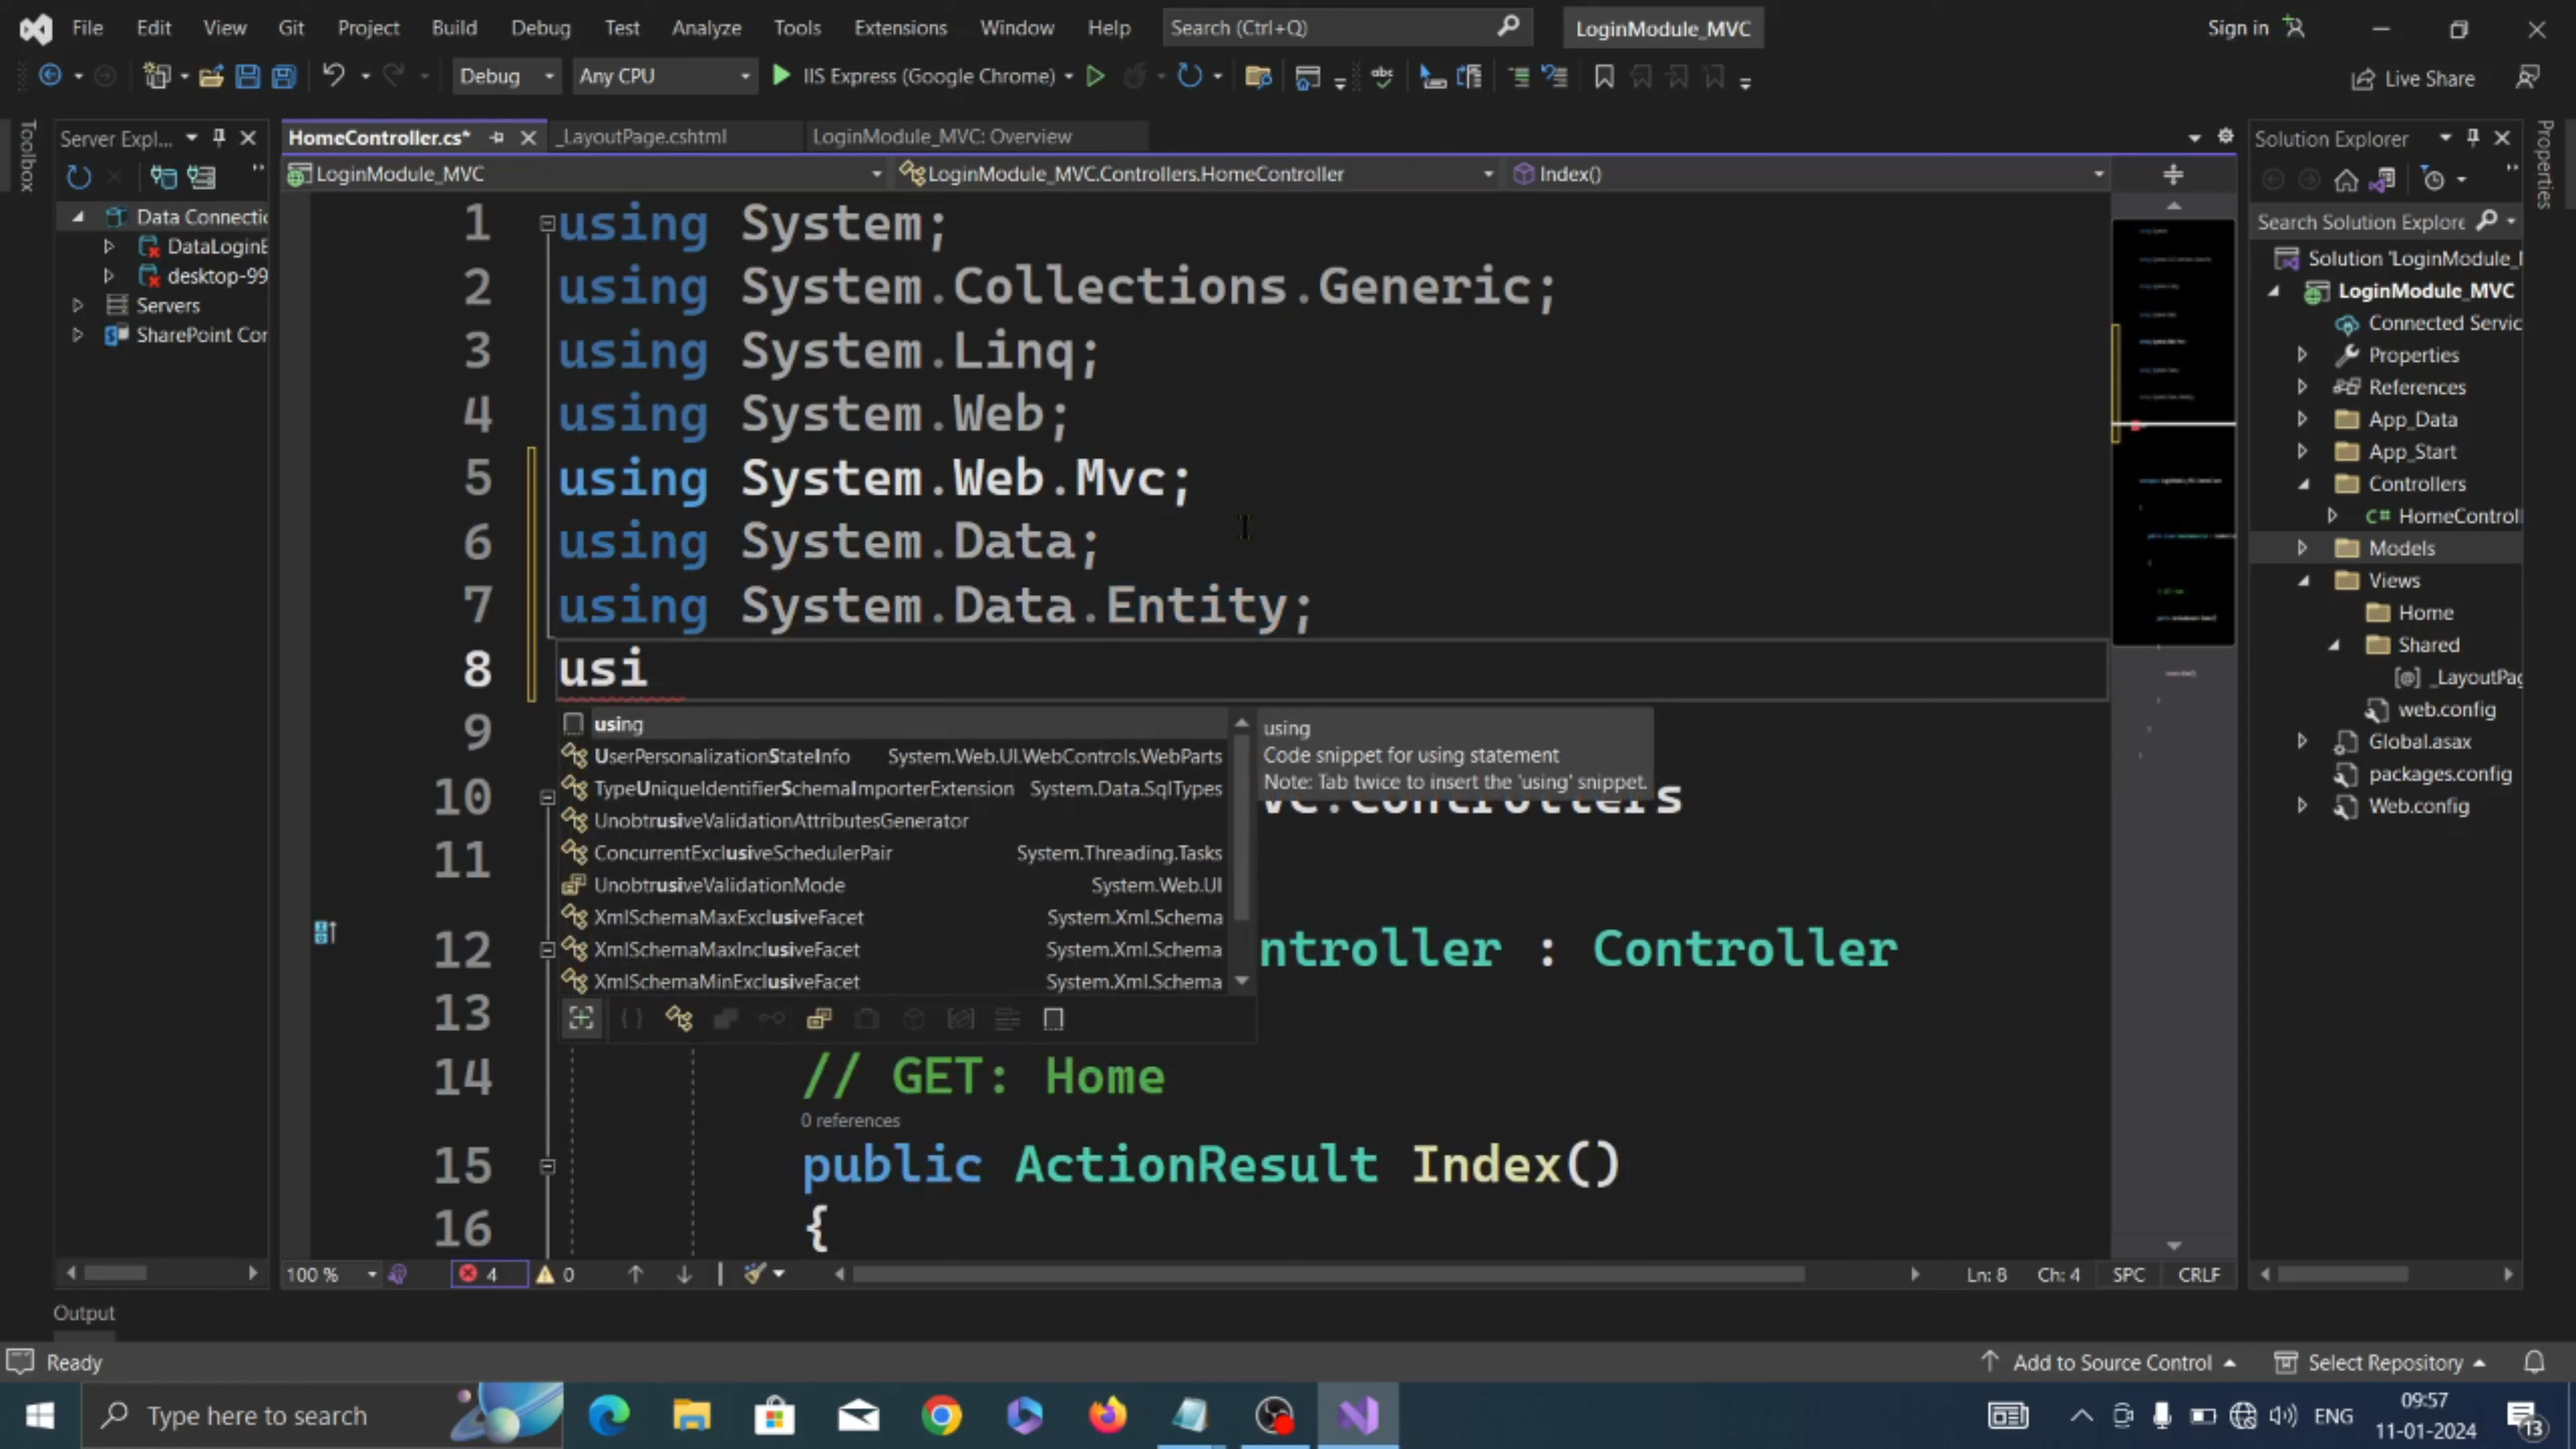 File Edit View Git Project Build Debug Test Analyze Tools Extensions Window Help Search (Ctrl+Q) LoginModule_MVC Sign in
Debug Any CPU IIS Express (Google Chrome) Live Share
Toolbox
Server Expl...
Data Connectic
DataLoginE
desktop-99
Servers
SharePoint Cor
HomeController.cs* _LayoutPage.cshtml LoginModule_MVC: Overview
LoginModule_MVC LoginModule_MVC.Controllers.HomeController Index()
1 using System;
2 using System.Collections.Generic;
3 using System.Linq;
4 using System.Web;
5 using System.Web.Mvc;
6 using System.Data;
7 using System.Data.Entity;
8 usi
9
using
UserPersonalizationStateInfo System.Web.UI.WebControls.WebParts
TypeUniqueIdentifierSchemaImporterExtension System.Data.SqlTypes
UnobtrusiveValidationAttributesGenerator
ConcurrentExclusiveSchedulerPair System.Threading.Tasks
UnobtrusiveValidationMode System.Web.UI
XmlSchemaMaxExclusiveFacet System.Xml.Schema
XmlSchemaMaxInclusiveFacet System.Xml.Schema
XmlSchemaMinExclusiveFacet System.Xml.Schema
using
Code snippet for using statement
Note: Tab twice to insert the 'using' snippet.
10 VC.Controllers
11
12 ntroller : Controller
13
14 // GET: Home
0 references
15 public ActionResult Index()
16 {
100 % 4 0 Ln: 8 Ch: 4 SPC CRLF
Solution Explorer
Search Solution Explore
Solution 'LoginModule_
LoginModule_MVC
Connected Servic
Properties
References
App_Data
App_Start
Controllers
C# HomeControl
Models
Views
Home
Shared
[@] _LayoutPag
web.config
Global.asax
packages.config
Web.config
Properties
Output
Ready Add to Source Control Select Repository
Type here to search
ENG
09:57
11-01-2024
13